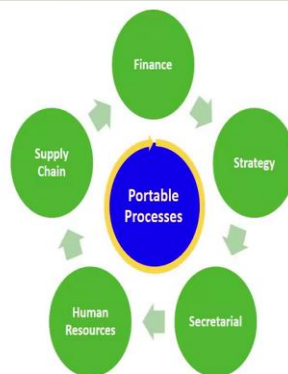 Finance
Strategy
Secretarial
Human
Resources
Supply
Chain
Portable
Processes